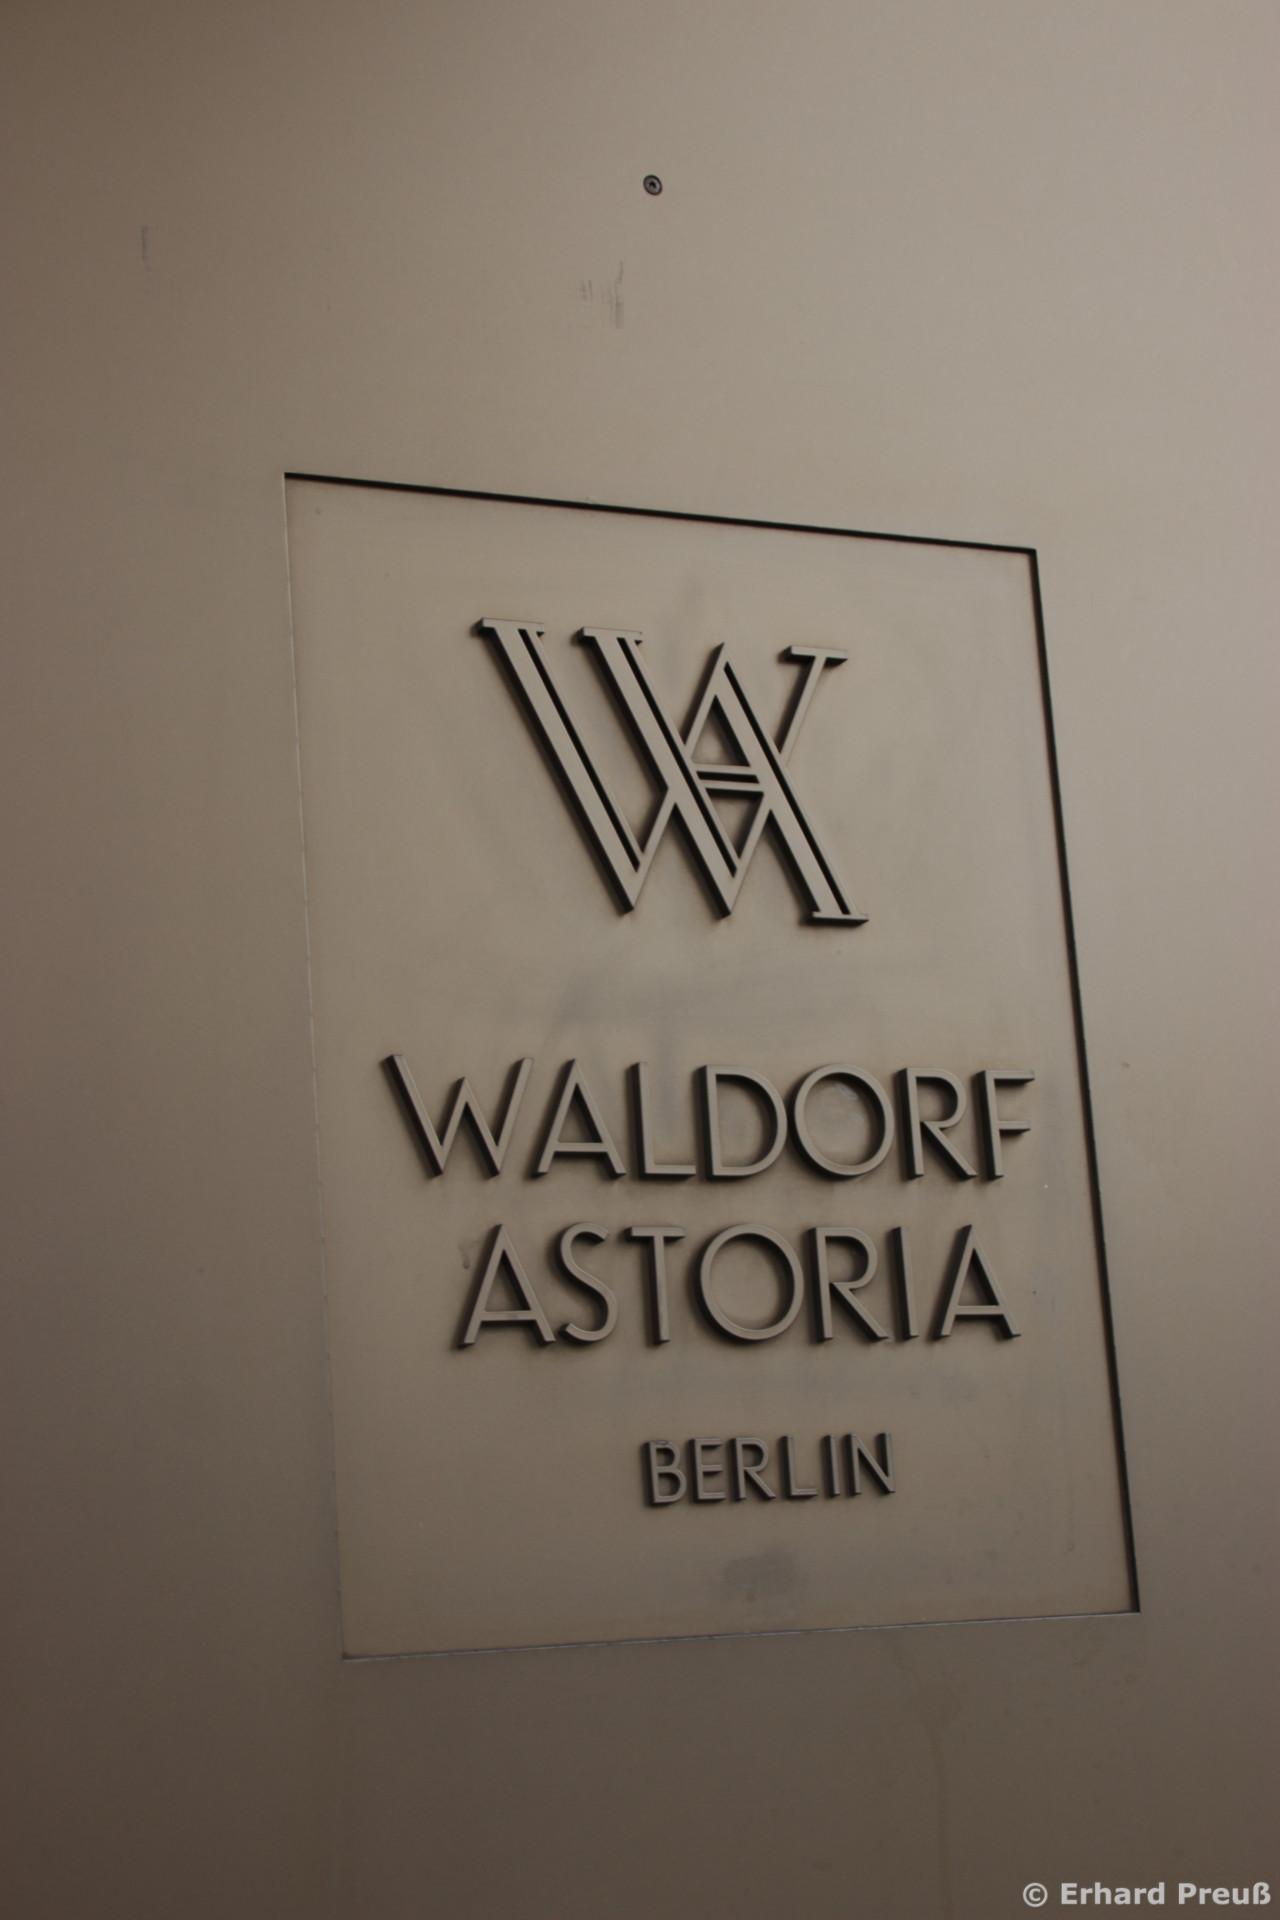 WA
WALDORF
ASTORIA
BERLIN
© Erhard Preuß